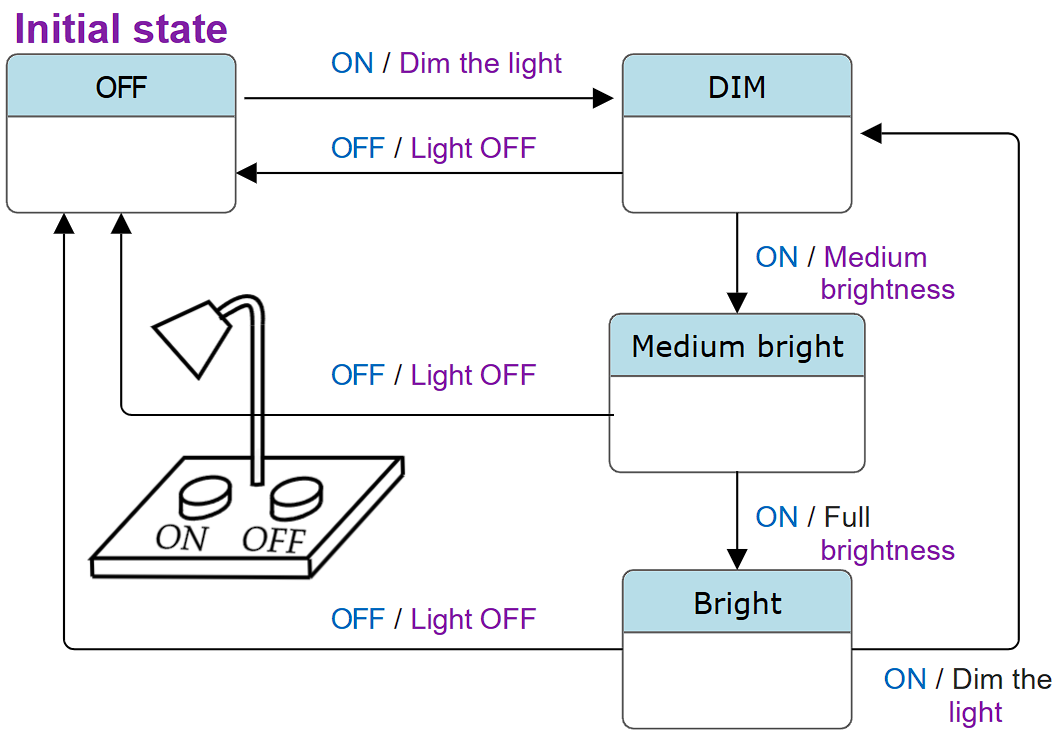 Initial state
OFF
ON / Dim the light
DIM
OFF / Light OFF
ON / Medium
brightness
Medium bright
OFF / Light OFF
ON / Full
brightness
ON OFF
Bright
OFF / Light OFF
ON / Dim the
light